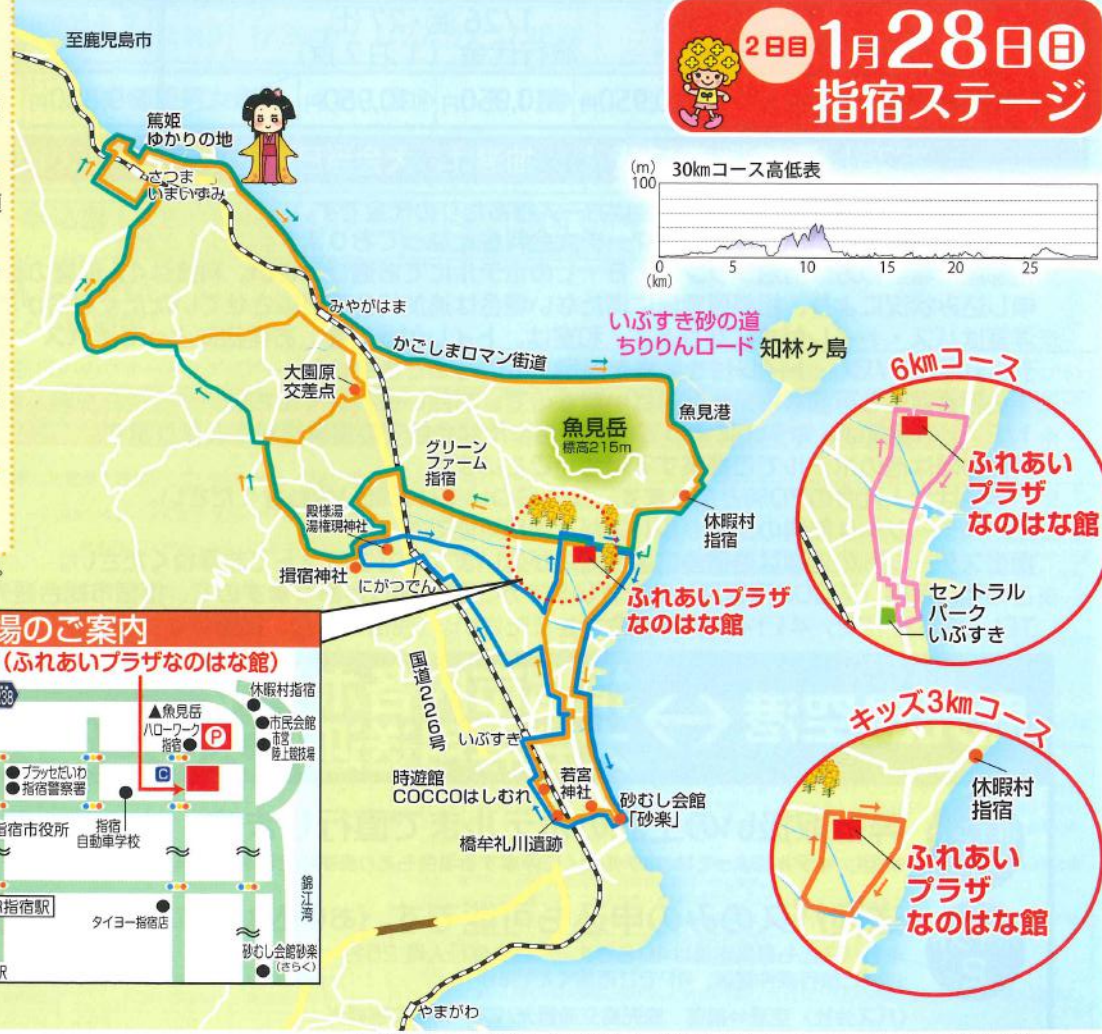 2日目
1月28日日
指宿ステージ
至鹿児島市
篤姫
ゆかりの地
さつま
いまいずみ
(m) 30kmコース高低表
100
0 5 10 15 20 25
(km)
みやがはま
かごしまロマン街道
いぶすき砂の道
ちりりんロード
知林ヶ島
大園原
交差点
魚見港
魚見岳
標高215m
グリーン
ファーム
指宿
殿様湯
湯権現神社
休暇村
指宿
揖宿神社
にがつでん
ふれあいプラザ
なのはな館
国道226号
いぶすき
時遊館
COCCOはしむれ
若宮
神社
砂むし会館
「砂楽」
橋牟礼川遺跡
やまがわ
6kmコース
ふれあい
プラザ
なのはな館
セントラル
パーク
いぶすき
キッズ3kmコース
休暇村
指宿
ふれあい
プラザ
なのはな館
場のご案内
(ふれあいプラザなのはな館)
238
▲魚見岳
ハローワーク
指宿
P
休暇村指宿
市民会館
市営
陸上競技場
C
プラッセだいわ
指宿警察署
指宿市役所
指宿
自動車学校
指宿駅
タイヨー指宿店
錦江湾
砂むし会館砂楽
(さらく)
駅